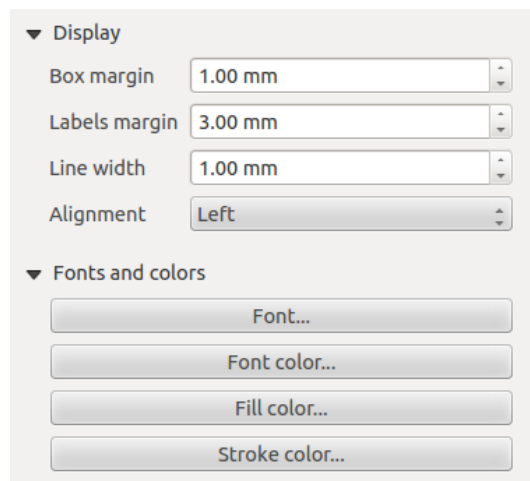 Display
Box margin 1.00 mm
Labels margin 3.00 mm
Line width 1.00 mm
Alignment Left
Fonts and colors
Font...
Font color...
Fill color...
Stroke color...